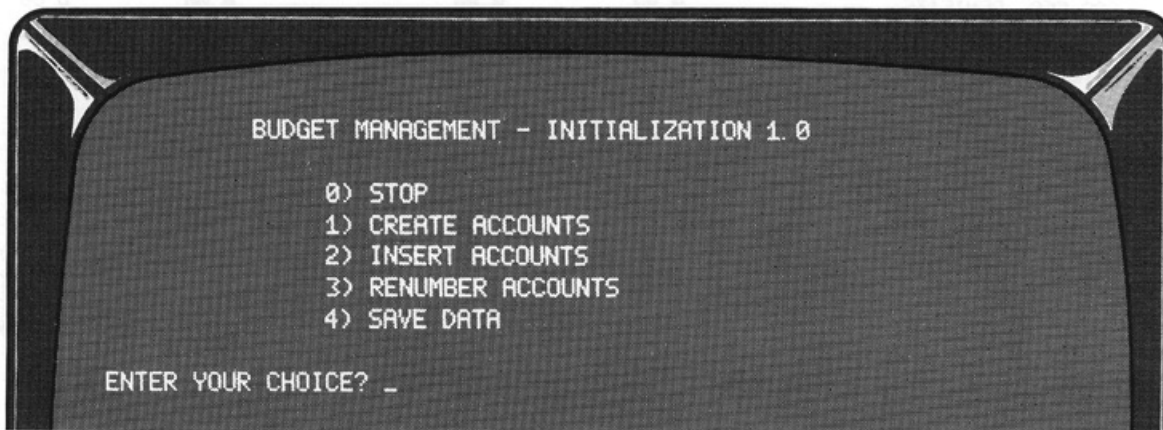 BUDGET MANAGEMENT - INITIALIZATION 1.0
0) STOP
1) CREATE ACCOUNTS
2) INSERT ACCOUNTS
3) RENUMBER ACCOUNTS
4) SAVE DATA
ENTER YOUR CHOICE? _